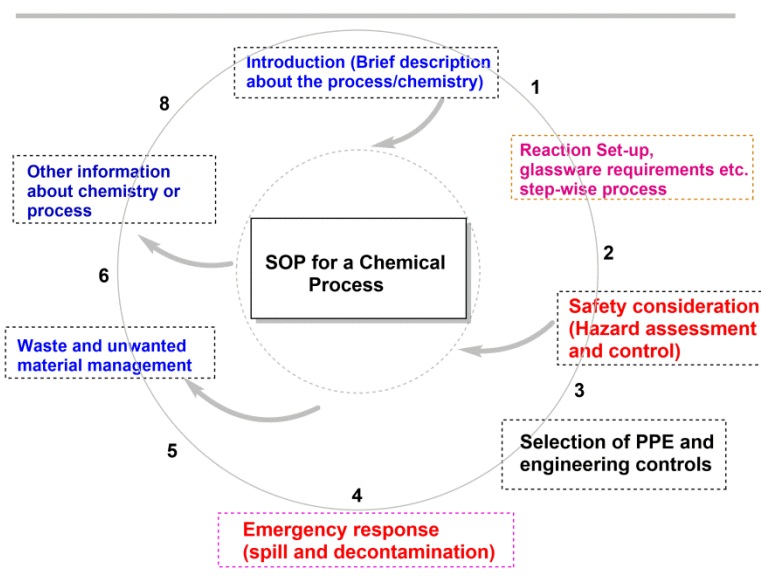 Introduction (Brief description
about the process/chemistry)
1
8
Reaction Set-up,
glassware requirements etc.
step-wise process
Other information
about chemistry or
process
SOP for a Chemical
Process
2
6
Safety consideration
(Hazard assessment
and control)
Waste and unwanted
material management
3
Selection of PPE and
engineering controls
5
4
Emergency response
(spill and decontamination)